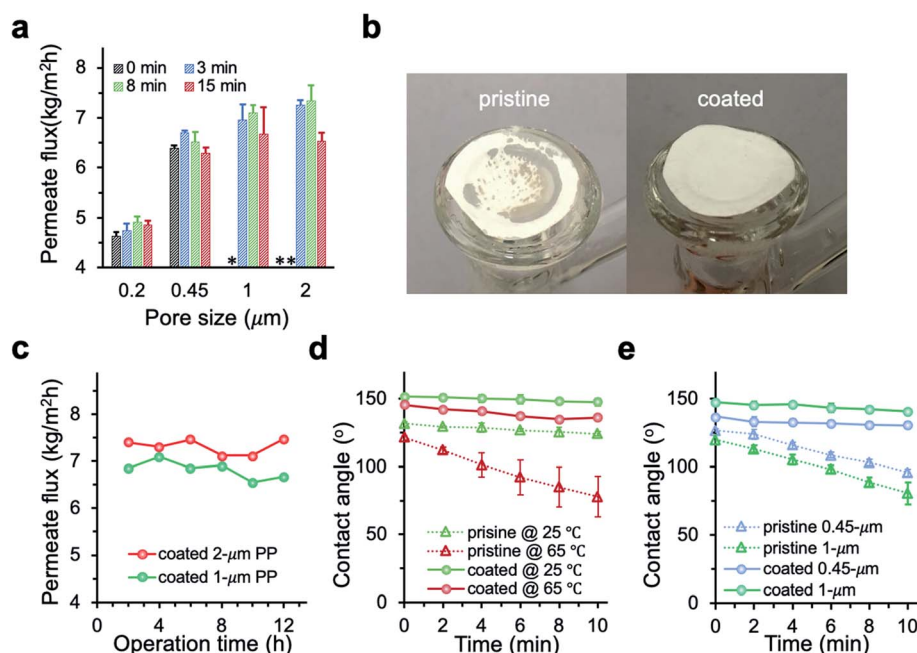 a
Permeate flux(kg/m²h)
8
7
6
5
4
0 min
3 min
8 min
15 min
*
**
0.2
0.45
1
2
Pore size (μm)
b
pristine
coated
c
Permeate flux (kg/m²h)
8
7
6
5
4
coated 2-μm PP
coated 1-μm PP
0
2
4
6
8
10
12
Operation time (h)
d
Contact angle (°)
150
100
50
0
prisine @ 25 ℃
pristine @ 65 ℃
coated @ 25 ℃
coated @ 65 ℃
0
2
4
6
8
10
Time (min)
e
Contact angle (°)
150
100
50
0
pristine 0.45-μm
pristine 1-μm
coated 0.45-μm
coated 1-μm
0
2
4
6
8
10
Time (min)